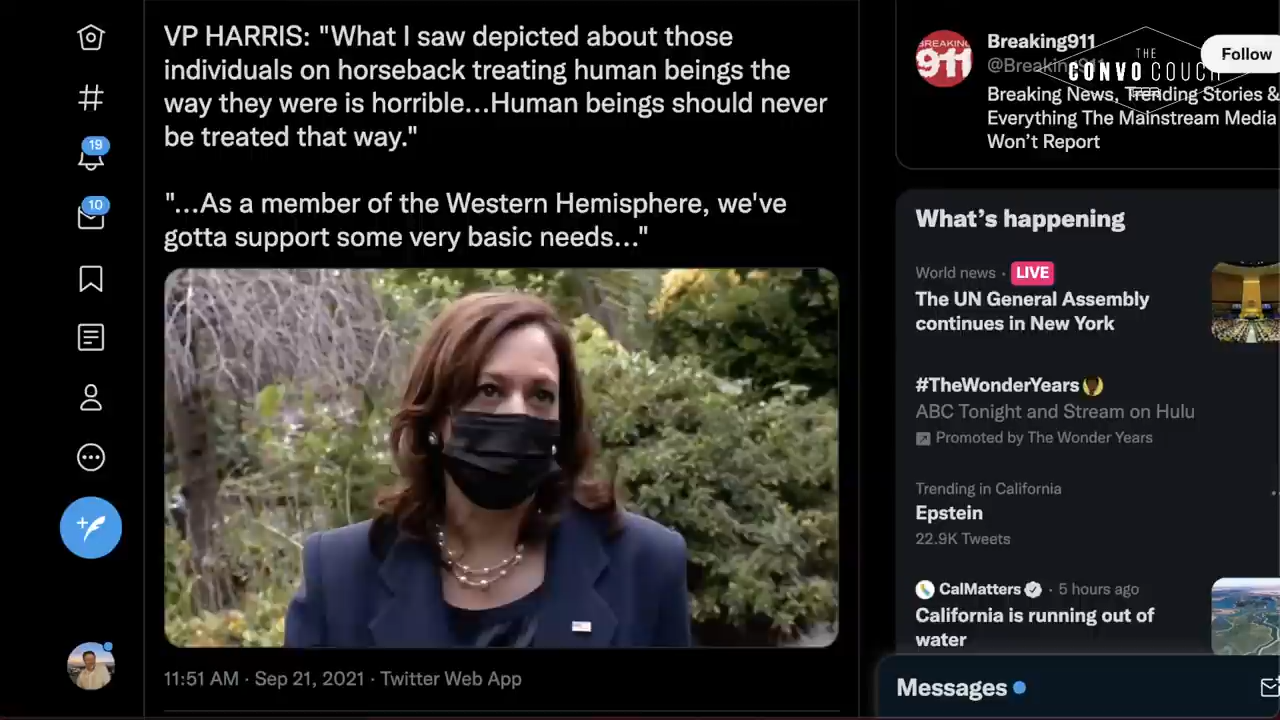 VP HARRIS: "What I saw depicted about those
individuals on horseback treating human beings the
way they were is horrible...Human beings should never
be treated that way."
"...As a member of the Western Hemisphere, we've
gotta support some very basic needs..."
11:51 AM · Sep 21, 2021 · Twitter Web App
19
10
BREAKING
911
Breaking911
@Breaking911
Follow
THE
CONVO COUCH
Breaking News, Trending Stories &
Everything The Mainstream Media
Won't Report
What's happening
World news · LIVE
The UN General Assembly
continues in New York
#TheWonderYears
ABC Tonight and Stream on Hulu
Promoted by The Wonder Years
Trending in California
Epstein
22.9K Tweets
CalMatters · 5 hours ago
California is running out of
water
Messages